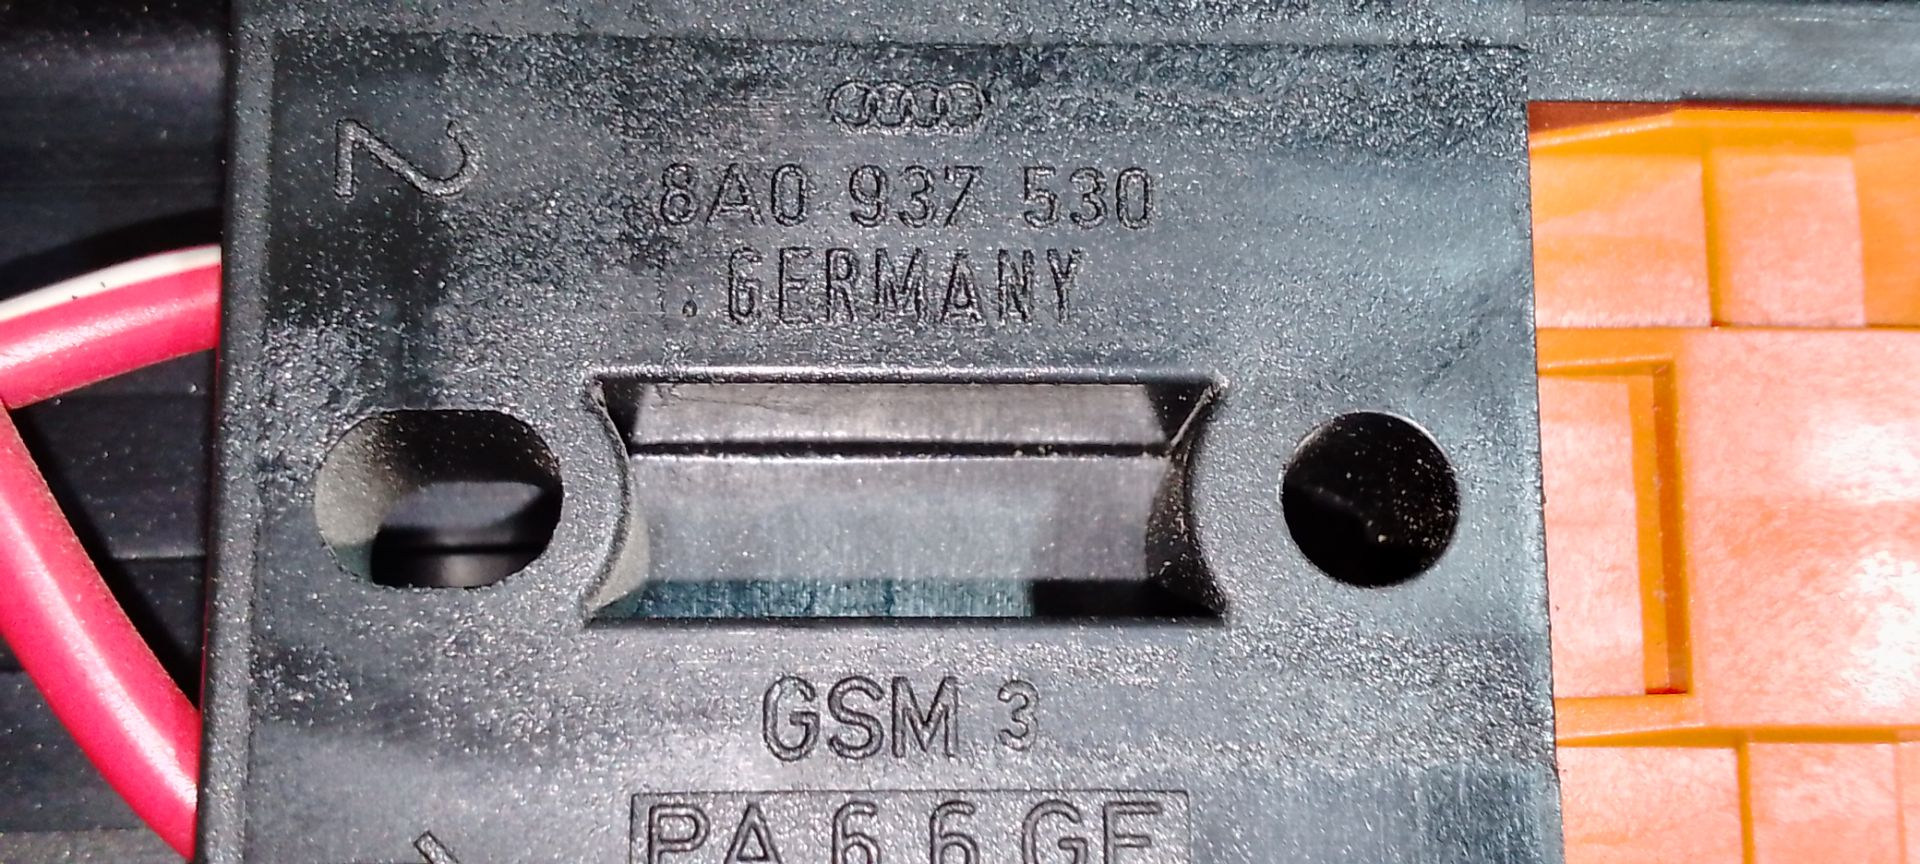 2
8A0 937 530
.GERMANY
GSM 3
PA 6 6 GF